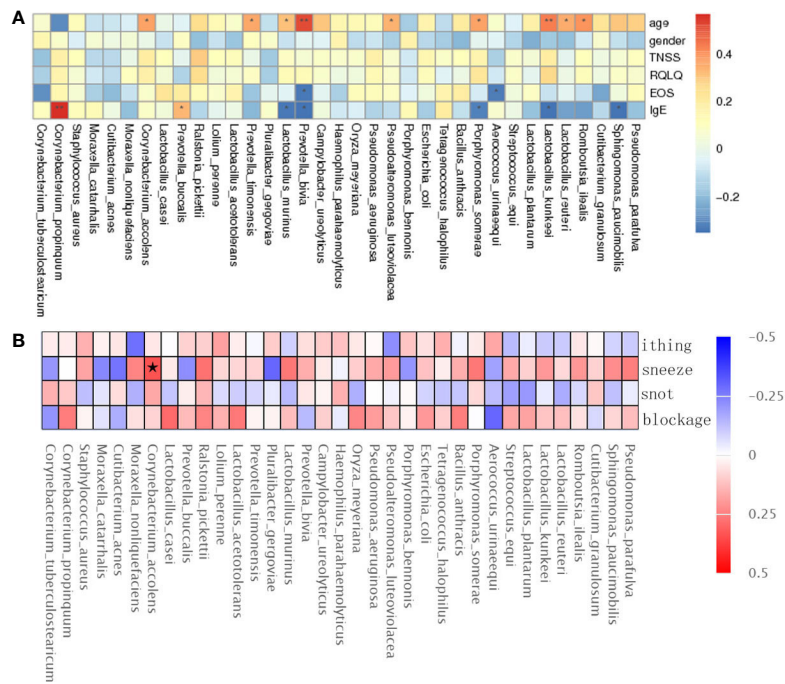 A
age
gender
TNSS
RQLQ
EOS
IgE
0.4
0.2
0
-0.2
Corynebacterium_tuberculostearicum
Corynebacterium_propinquum
Staphylococcus_aureus
Moraxella_catarrhalis
Cutibacterium_acnes
Moraxella_nonliquefaciens
Corynebacterium_accolens
Lactobacillus_casei
Prevotella_buccalis
Ralstonia_pickettii
Lolium_perenne
Lactobacillus_acetotolerans
Prevotella_timonensis
Pluralibacter_gergoviae
Lactobacillus_murinus
Prevotella_bivia
Campylobacter_ureolyticus
Haemophilus_parahaemolyticus
Oryza_meyeriana
Pseudomonas_aeruginosa
Pseudoalteromonas_luteoviolacea
Porphyromonas_bennonis
Escherichia_coli
Tetragenococcus_halophilus
Bacillus_anthracis
Porphyromonas_somerae
Aerococcus_urinaeequi
Streptococcus_equi
Lactobacillus_plantarum
Lactobacillus_kunkeei
Lactobacillus_reuteri
Romboutsia_ilealis
Cutibacterium_granulosum
Sphingomonas_paucimobilis
Pseudomonas_parafulva
B
ithing
sneeze
snot
blockage
-0.5
-0.25
0
0.25
0.5
Corynebacterium_tuberculostearicum
Corynebacterium_propinquum
Staphylococcus_aureus
Moraxella_catarrhalis
Cutibacterium_acnes
Moraxella_nonliquefaciens
Corynebacterium_accolens
Lactobacillus_casei
Prevotella_buccalis
Ralstonia_pickettii
Lolium_perenne
Lactobacillus_acetotolerans
Prevotella_timonensis
Pluralibacter_gergoviae
Lactobacillus_murinus
Prevotella_bivia
Campylobacter_ureolyticus
Haemophilus_parahaemolyticus
Oryza_meyeriana
Pseudomonas_aeruginosa
Pseudoalteromonas_luteoviolacea
Porphyromonas_bennonis
Escherichia_coli
Tetragenococcus_halophilus
Bacillus_anthracis
Porphyromonas_somerae
Aerococcus_urinaeequi
Streptococcus_equi
Lactobacillus_plantarum
Lactobacillus_kunkeei
Lactobacillus_reuteri
Romboutsia_ilealis
Cutibacterium_granulosum
Sphingomonas_paucimobilis
Pseudomonas_parafulva